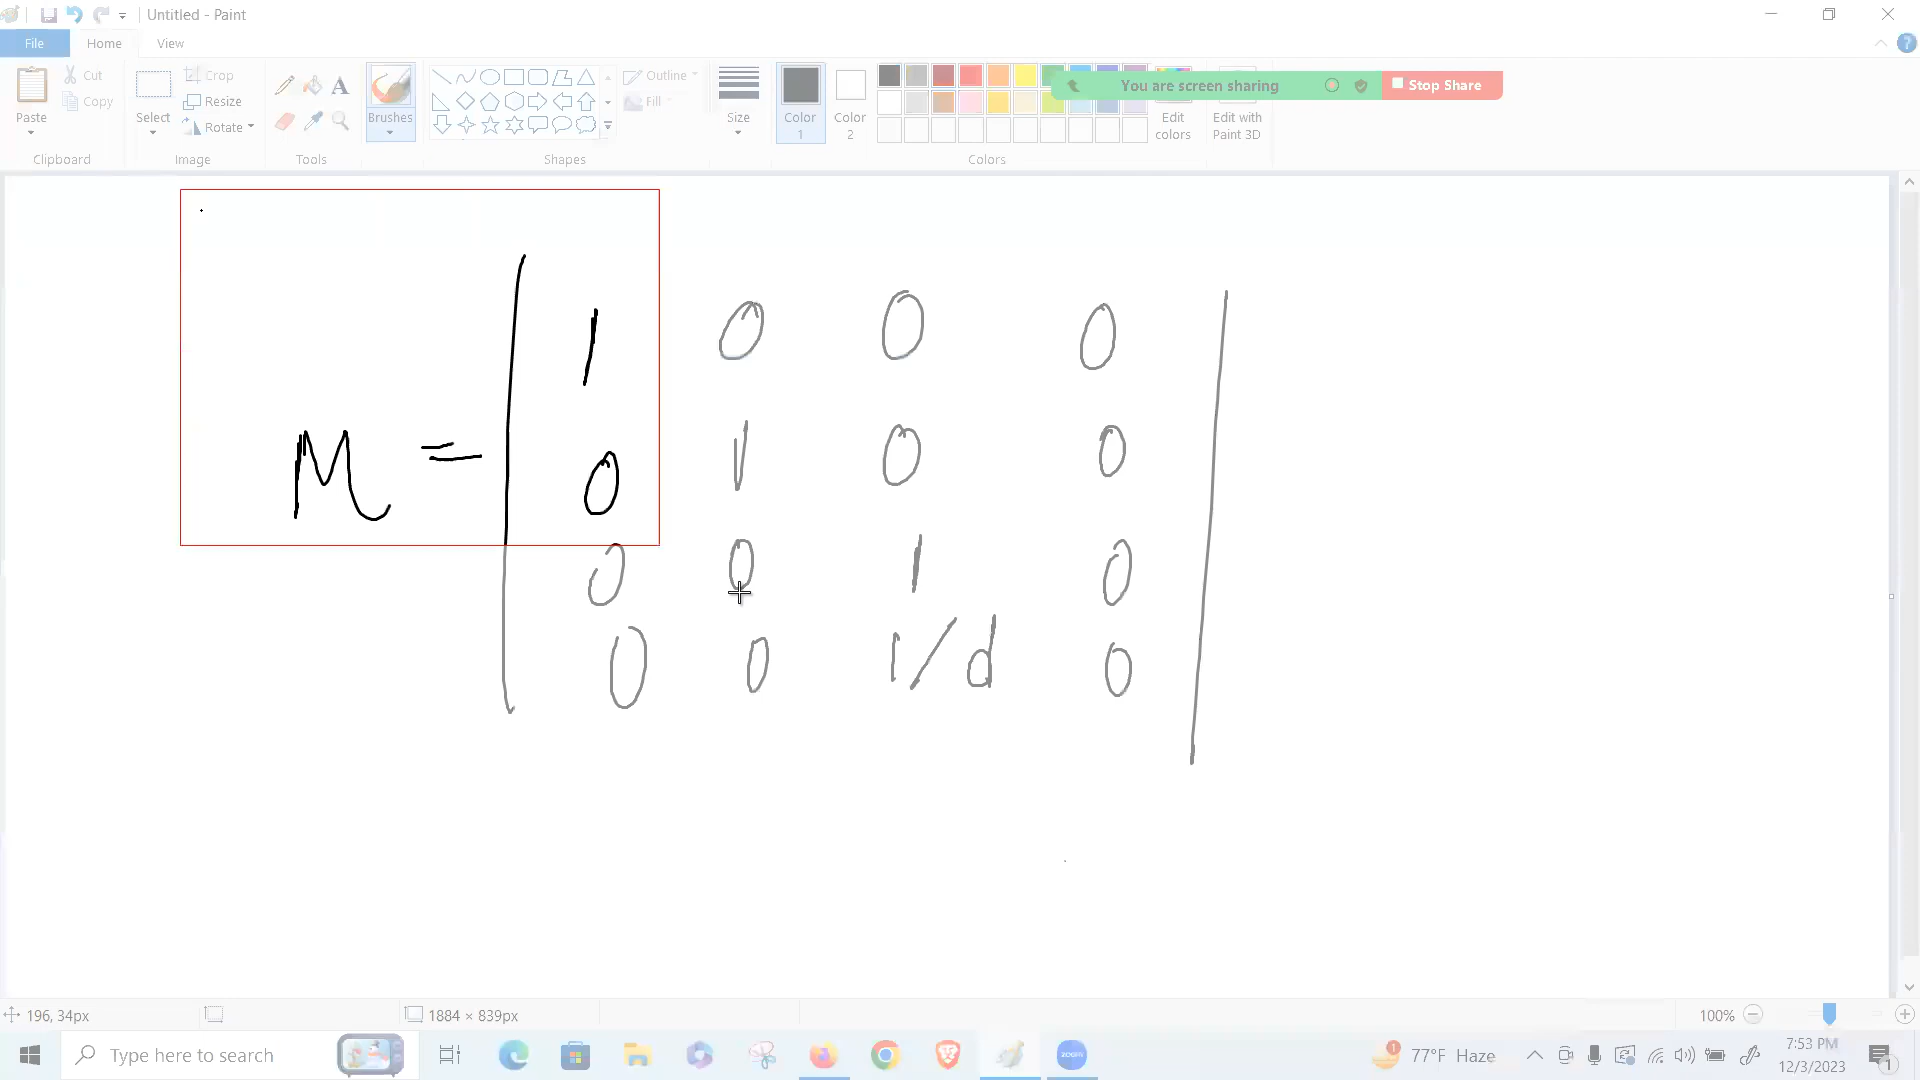 Untitled - Paint
File Home View
Paste
Cut
Copy
Clipboard
Select
Crop
Resize
Rotate
Image
Tools
Brushes
Outline
Fill
Shapes
Size
Color 1
Color 2
Edit colors
Edit with Paint 3D
Colors
You are screen sharing
Stop Share
1 0 0 0
M = 0 1 0 0
0 0 1 0
0 0 1/d 0
196, 34px
1884 × 839px
100%
Type here to search
zoom
1
77°F Haze
7:53 PM
12/3/2023
1